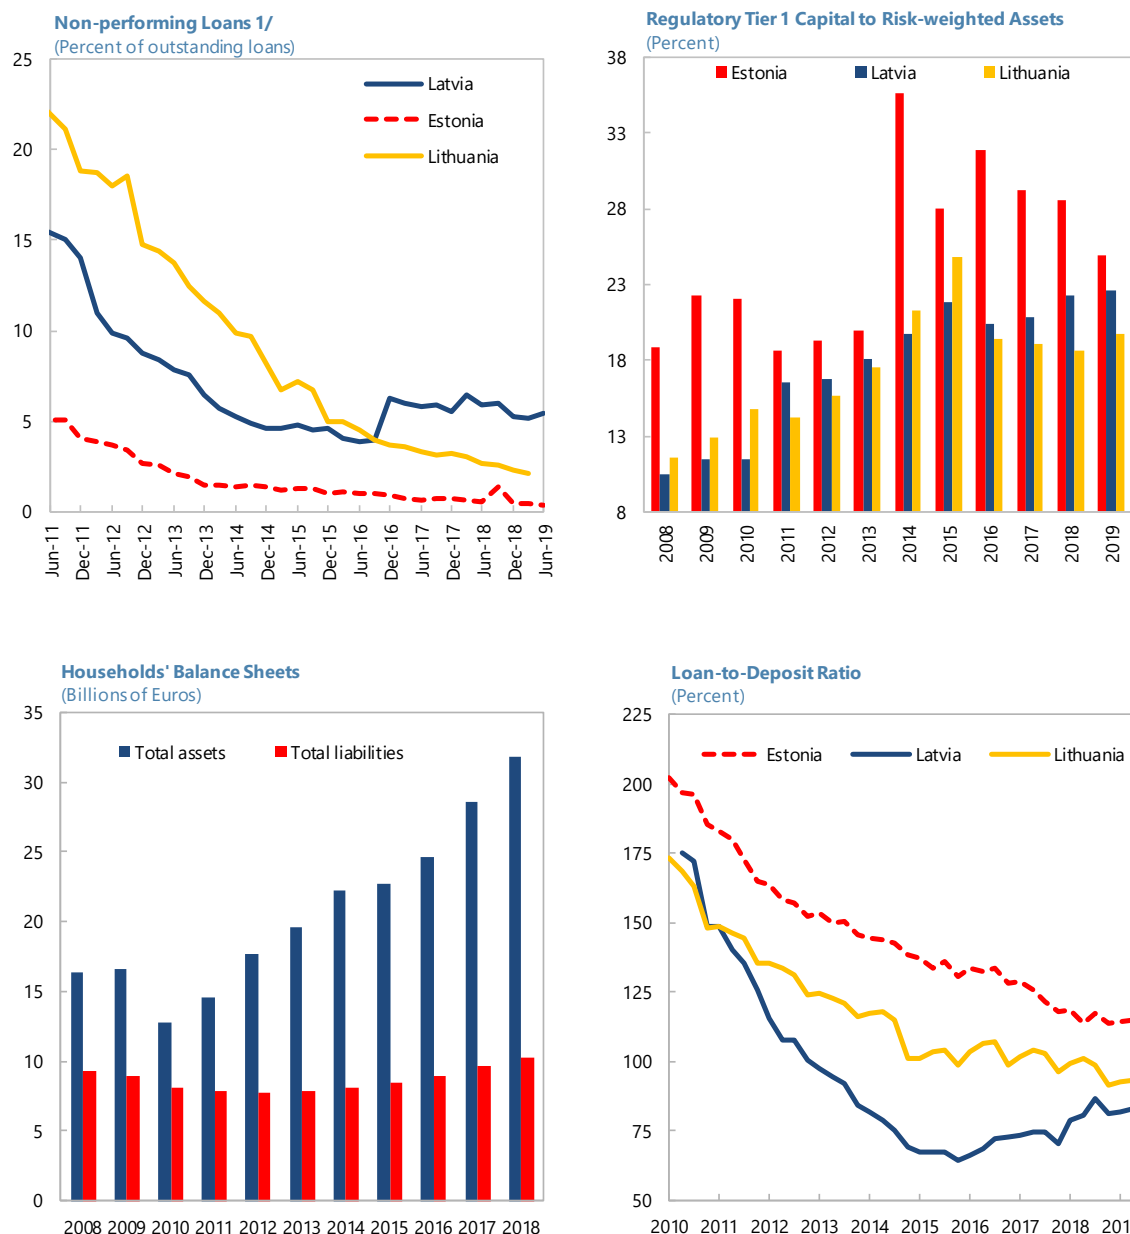 Non-performing Loans 1/
(Percent of outstanding loans)
25
20
15
10
5
0
Latvia
Estonia
Lithuania
Jun-11
Dec-11
Jun-12
Dec-12
Jun-13
Dec-13
Jun-14
Dec-14
Jun-15
Dec-15
Jun-16
Dec-16
Jun-17
Dec-17
Jun-18
Dec-18
Jun-19
Regulatory Tier 1 Capital to Risk-weighted Assets
(Percent)
38
33
28
23
18
13
8
Estonia Latvia Lithuania
2008 2009 2010 2011 2012 2013 2014 2015 2016 2017 2018 2019
Households' Balance Sheets
(Billions of Euros)
35
30
25
20
15
10
5
0
Total assets Total liabilities
2008 2009 2010 2011 2012 2013 2014 2015 2016 2017 2018
Loan-to-Deposit Ratio
(Percent)
225
200
175
150
125
100
75
50
Estonia Latvia Lithuania
2010 2011 2012 2013 2014 2015 2016 2017 2018 201